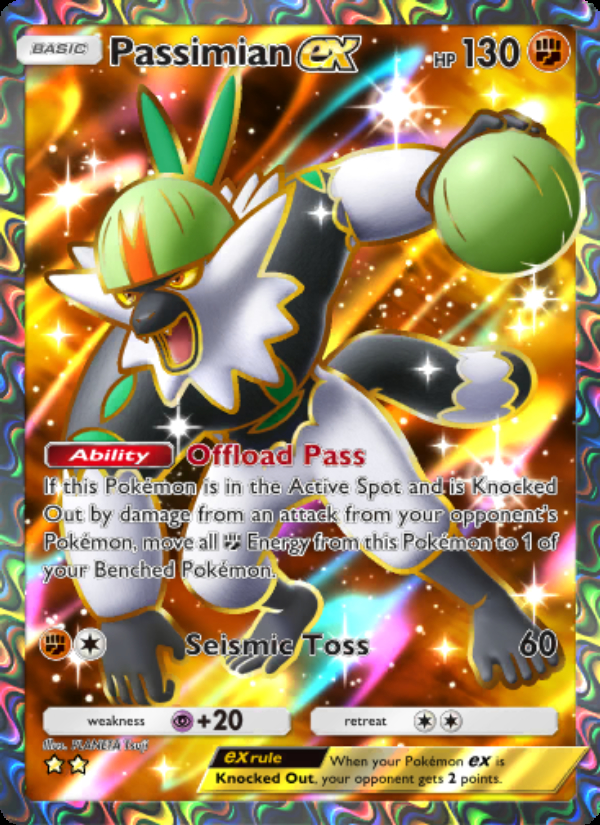 BASIC Passimian ex HP 130
Ability Offload Pass
If this Pokémon is in the Active Spot and is Knocked
Out by damage from an attack from your opponent's
Pokémon, move all Energy from this Pokémon to 1 of
your Benched Pokémon.
Seismic Toss 60
weakness +20 retreat
Illus. PLANETA Tsuji
ex rule When your Pokémon ex is
Knocked Out, your opponent gets 2 points.